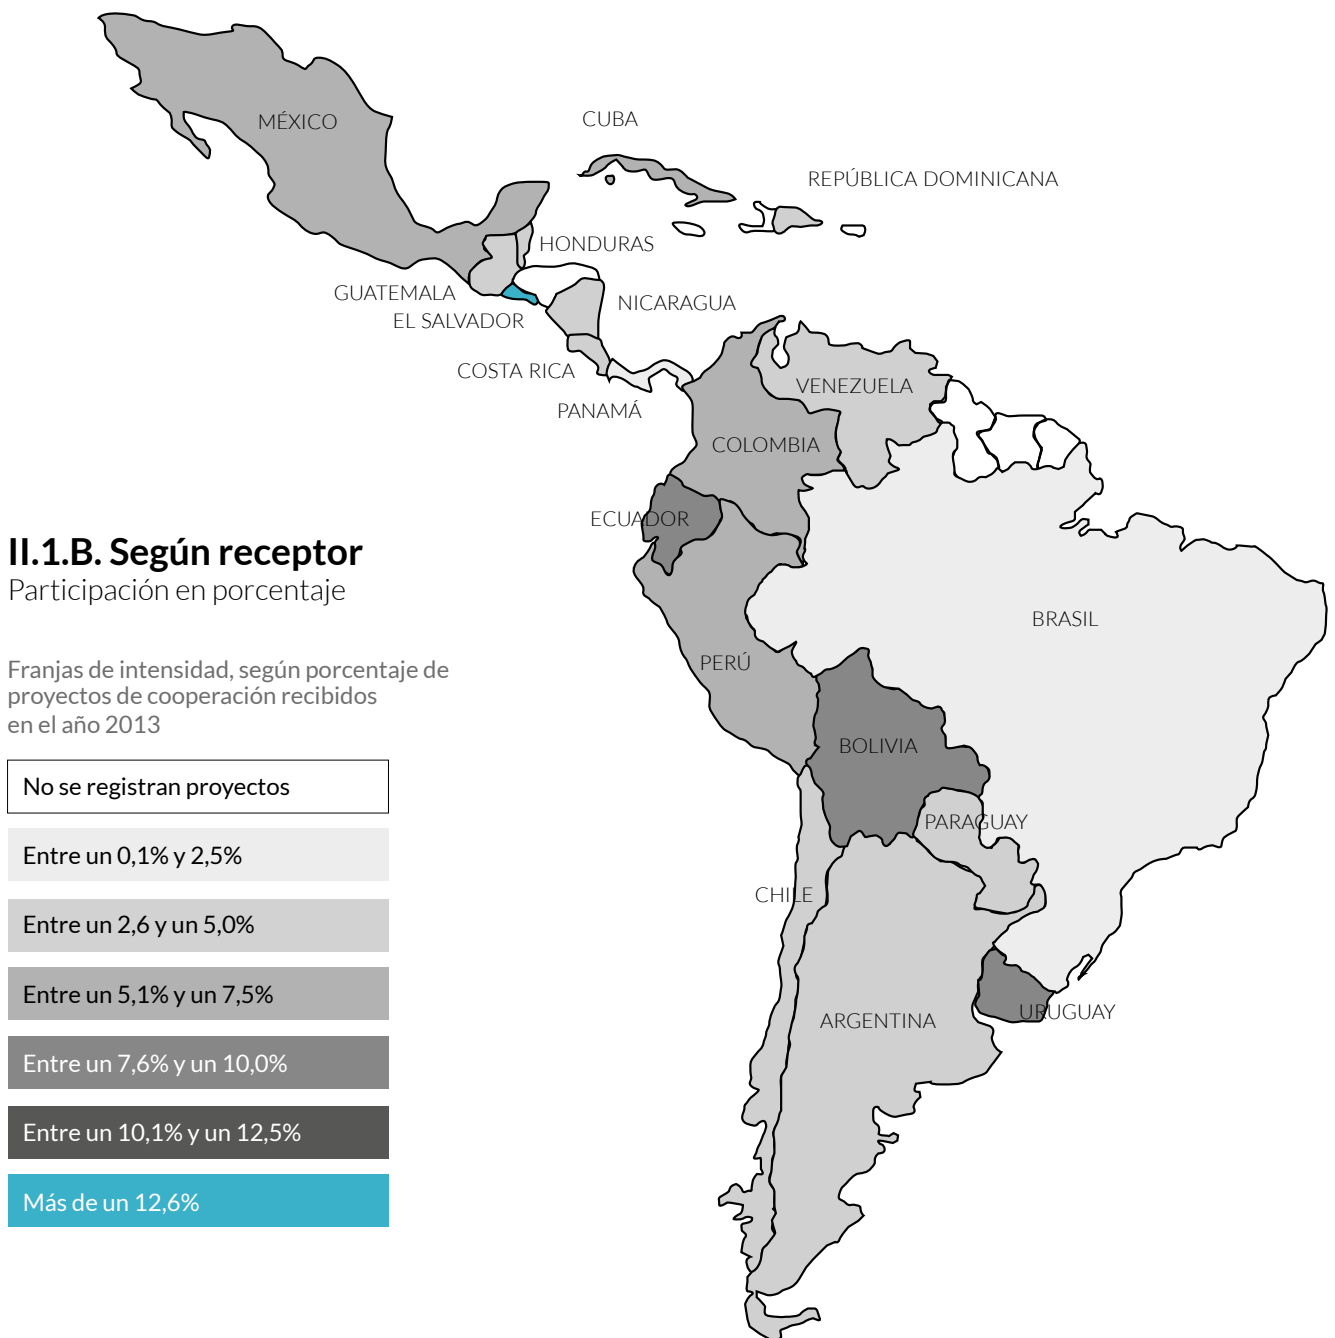 MÉXICO
CUBA
REPÚBLICA DOMINICANA
HONDURAS
GUATEMALA
NICARAGUA
EL SALVADOR
COSTA RICA
VENEZUELA
PANAMÁ
COLOMBIA
ECUADOR
II.1.B. Según receptor
Participación en porcentaje
BRASIL
PERÚ
Franjas de intensidad, según porcentaje de
proyectos de cooperación recibidos
en el año 2013
BOLIVIA
No se registran proyectos
PARAGUAY
Entre un 0,1% y 2,5%
CHILE
Entre un 2,6 y un 5,0%
Entre un 5,1% y un 7,5%
URUGUAY
ARGENTINA
Entre un 7,6% y un 10,0%
Entre un 10,1% y un 12,5%
Más de un 12,6%